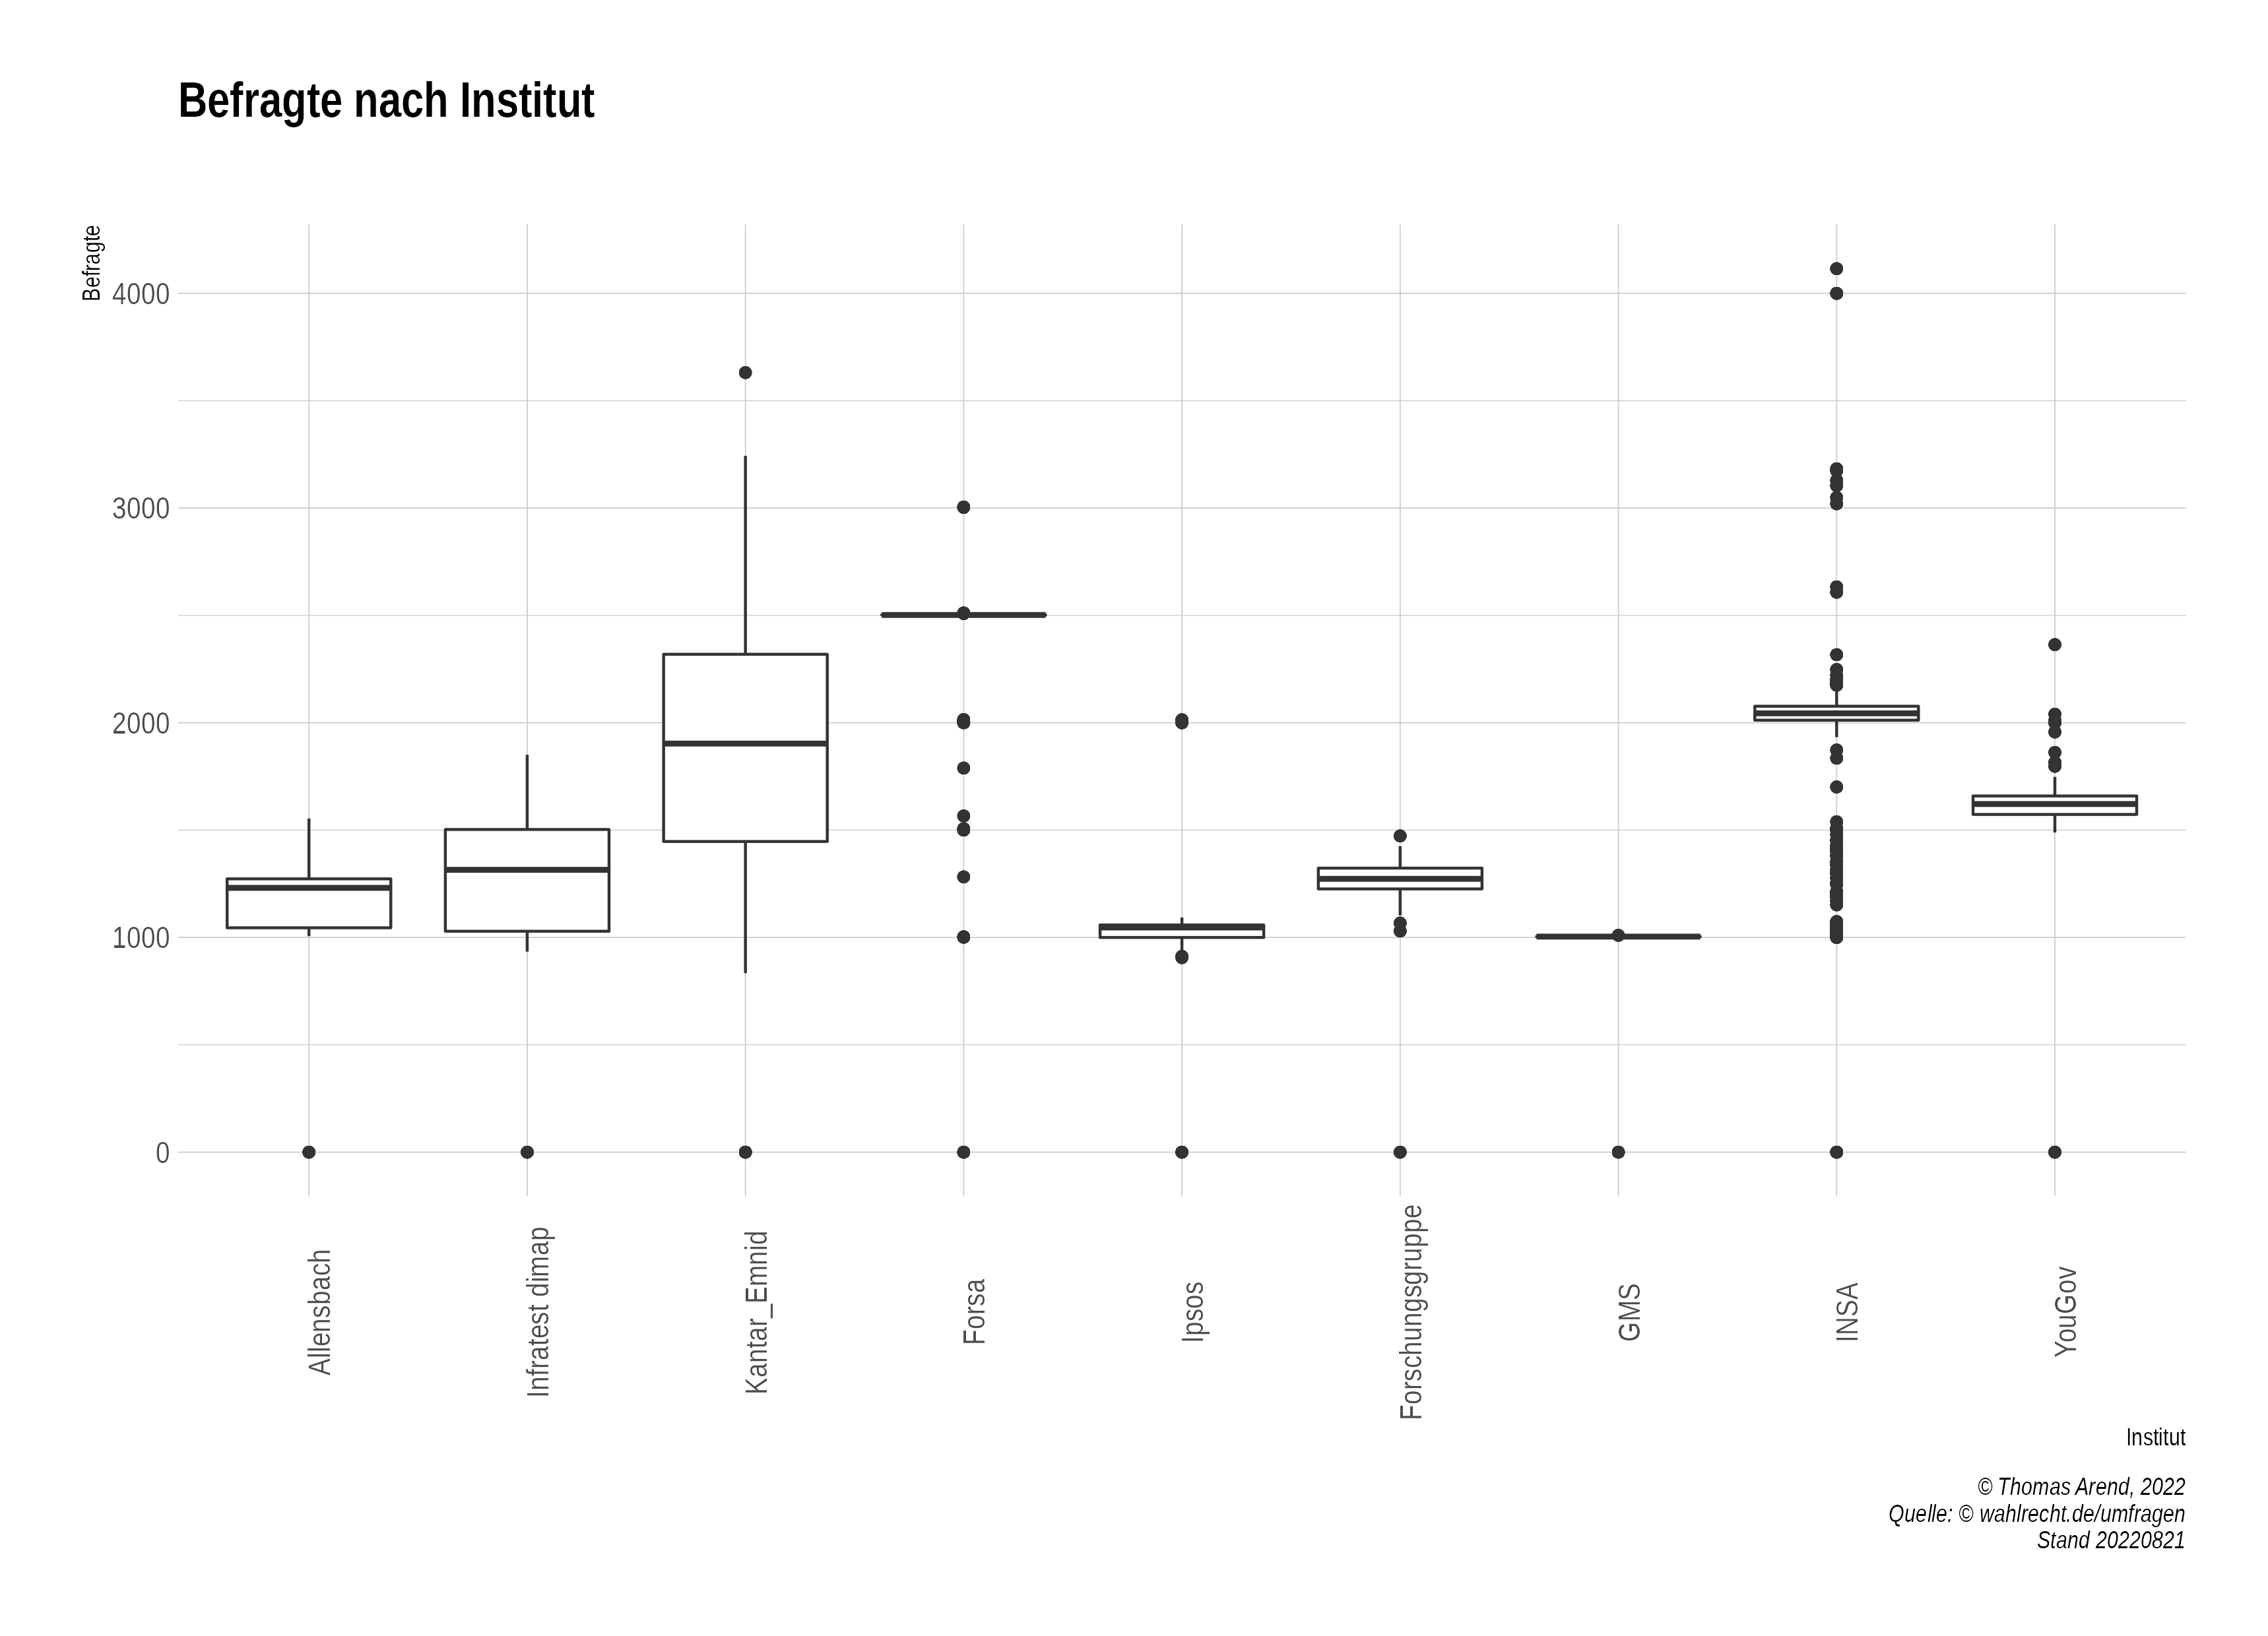 Befragte nach Institut
Befragte
4000
3000
2000
1000
0
Allensbach
Infratest dimap
Kantar_Emnid
Forsa
Ipsos
Forschungsgruppe
GMS
INSA
YouGov
Institut
© Thomas Arend, 2022
Quelle: © wahlrecht.de/umfragen
Stand 20220821